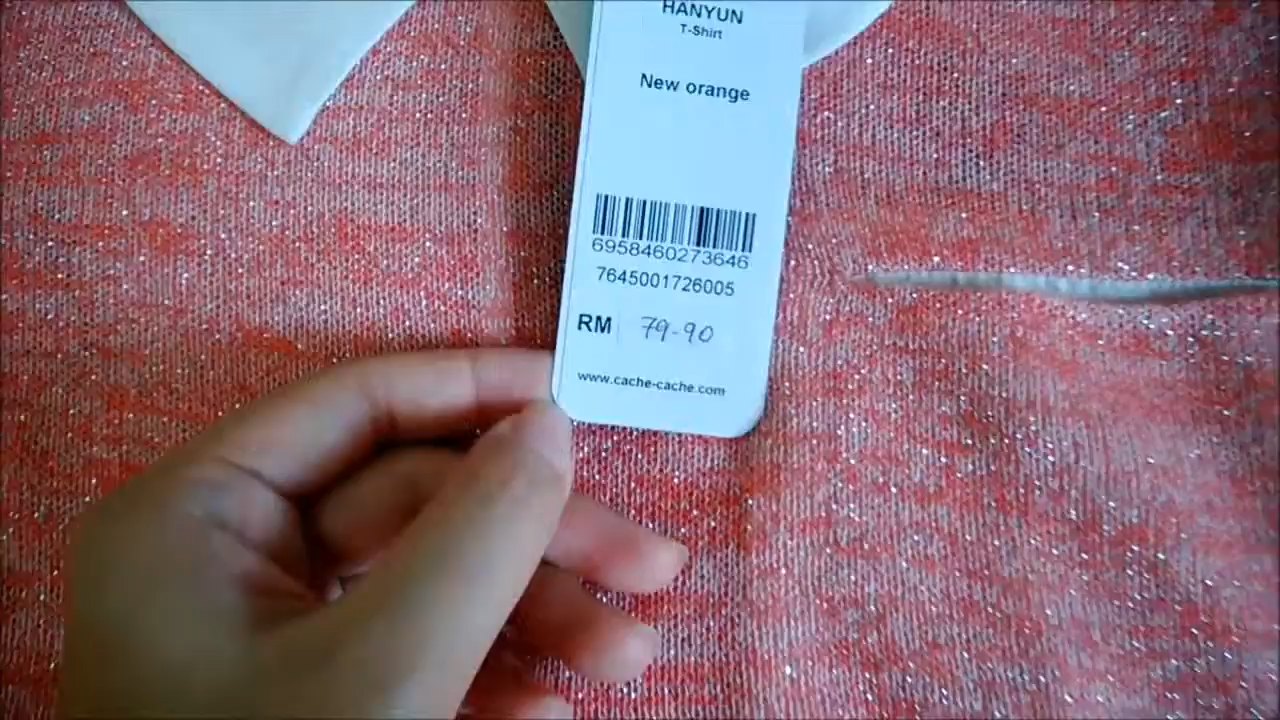 HANYUN
T-Shirt
New orange
6958460273646
7645001726005
RM 79-90
www.cache-cache.com